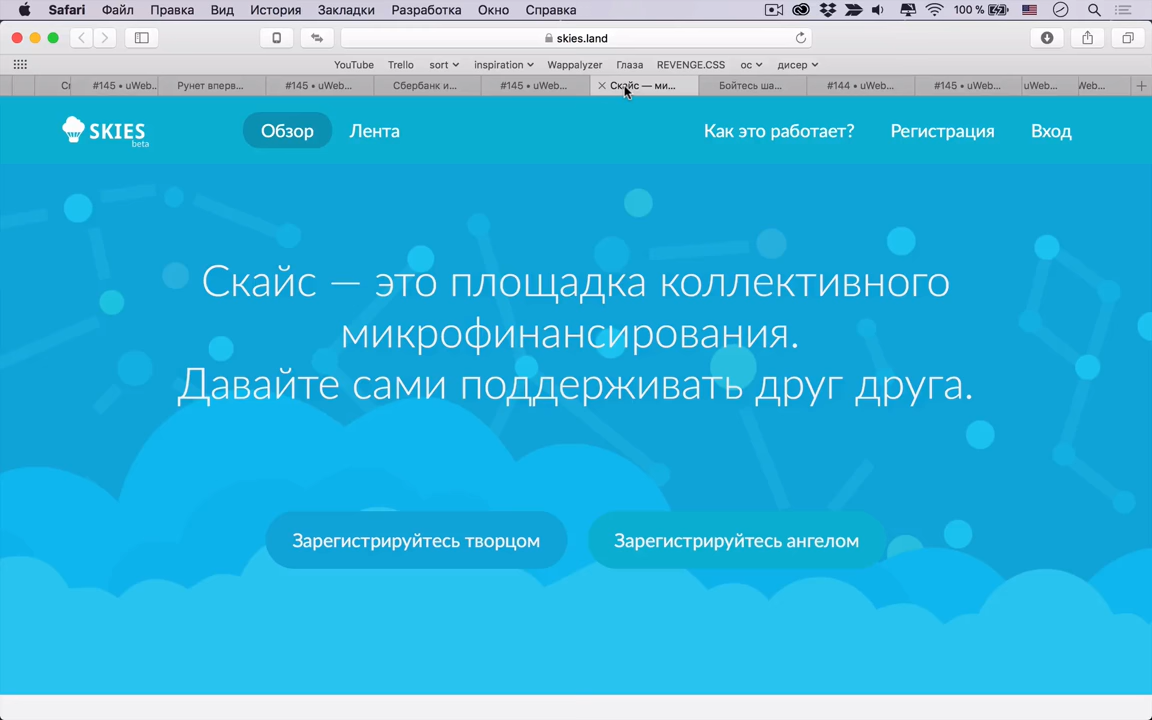 Safari Файл Правка Вид История Закладки Разработка Окно Справка 100 %
skies.land
YouTube Trello sort inspiration Wappalyzer Глаза REVENGE.CSS ос дисер
#145 • uWeb... Рунет вперв... #145 • uWeb... Сбербанк и... #145 • uWeb... Скайс — ми... Бойтесь ша... #144 • uWeb... #145 • uWeb... uWeb... Web...
SKIES beta Обзор Лента Как это работает? Регистрация Вход
Скайс — это площадка коллективного
микрофинансирования.
Давайте сами поддерживать друг друга.
Зарегистрируйтесь творцом Зарегистрируйтесь ангелом